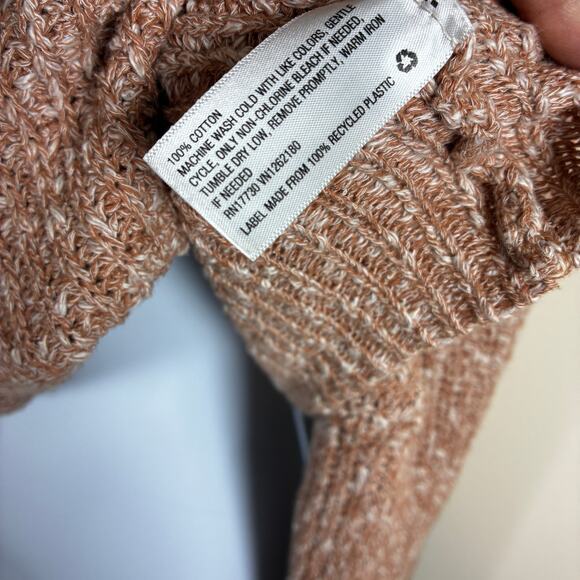 100% COTTON
MACHINE WASH COLD WITH LIKE COLORS, GENTLE
CYCLE. ONLY NON-CHLORINE BLEACH IF NEEDED.
TUMBLE DRY LOW, REMOVE PROMPTLY, WARM IRON
IF NEEDED
RN17730 VN1262180
LABEL MADE FROM 100% RECYCLED PLASTIC